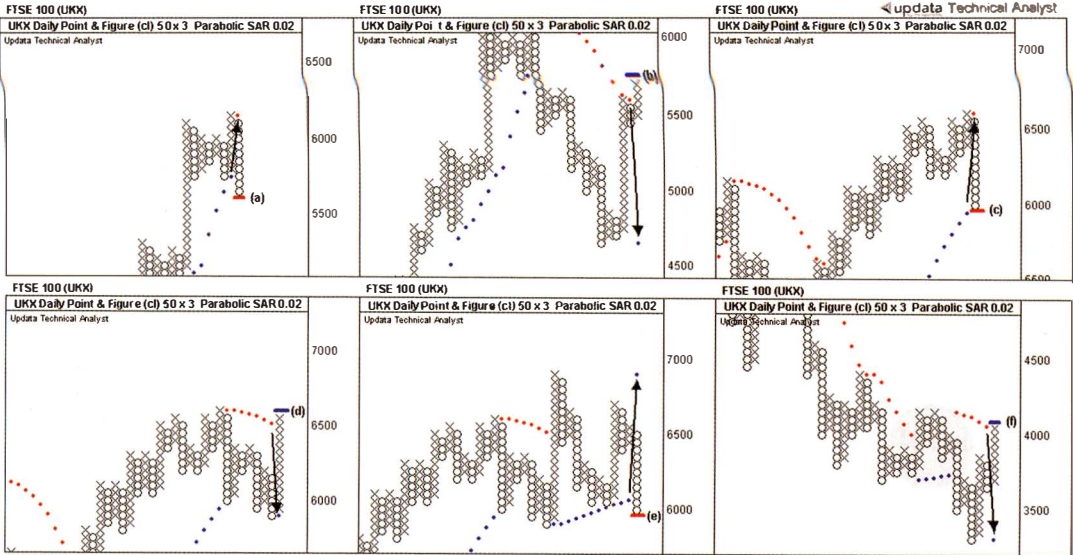 FTSE 100 (UKX)
UKX Daily Point & Figure (cl) 50 x 3 Parabolic SAR 0.02
Updata Technical Analyst
6500
6000
5500
(a)
FTSE 100 (UKX)
UKX Daily Poi t & Figure (cl) 50 x 3 Parabolic SAR 0.02
Updata Technical Analyst
6000
5500
5000
4500
(b)
updata Technical Analyst
FTSE 100 (UKX)
UKX Daily Point & Figure (cl) 50 x 3 Parabolic SAR 0.02
Updata Technical Analyst
7000
6500
6000
5500
(c)
FTSE 100 (UKX)
UKX Daily Point & Figure (cl) 50 x 3 Parabolic SAR 0.02
Updata Technical Analyst
7000
6500
6000
(d)
FTSE 100 (UKX)
UKX Daily Point & Figure (cl) 50 x 3 Parabolic SAR 0.02
Updata Technical Analyst
7000
6500
6000
(e)
FTSE 100 (UKX)
UKX Daily Point & Figure (cl) 50 x 3 Parabolic SAR 0.02
Updata Technical Analyst
4500
4000
3500
(f)